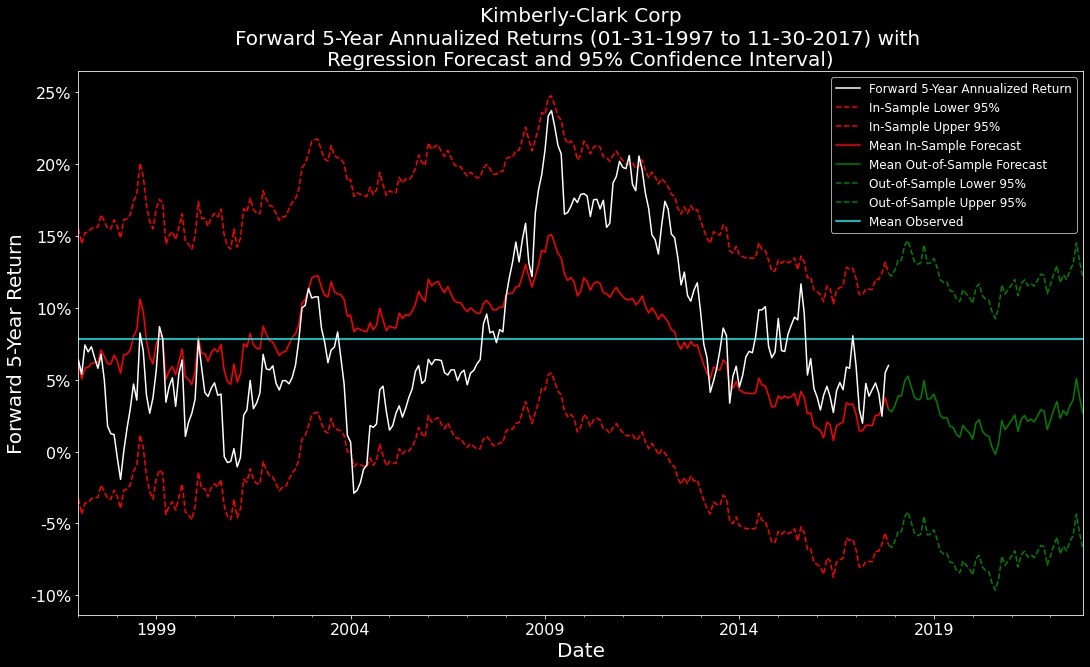 Kimberly-Clark Corp
Forward 5-Year Annualized Returns (01-31-1997 to 11-30-2017) with
Regression Forecast and 95% Confidence Interval)
Forward 5-Year Annualized Return
In-Sample Lower 95%
In-Sample Upper 95%
Mean In-Sample Forecast
Mean Out-of-Sample Forecast
Out-of-Sample Lower 95%
Out-of-Sample Upper 95%
Mean Observed
Forward 5-Year Return
25%
20%
15%
10%
5%
0%
-5%
-10%
1999 2004 2009 2014 2019
Date